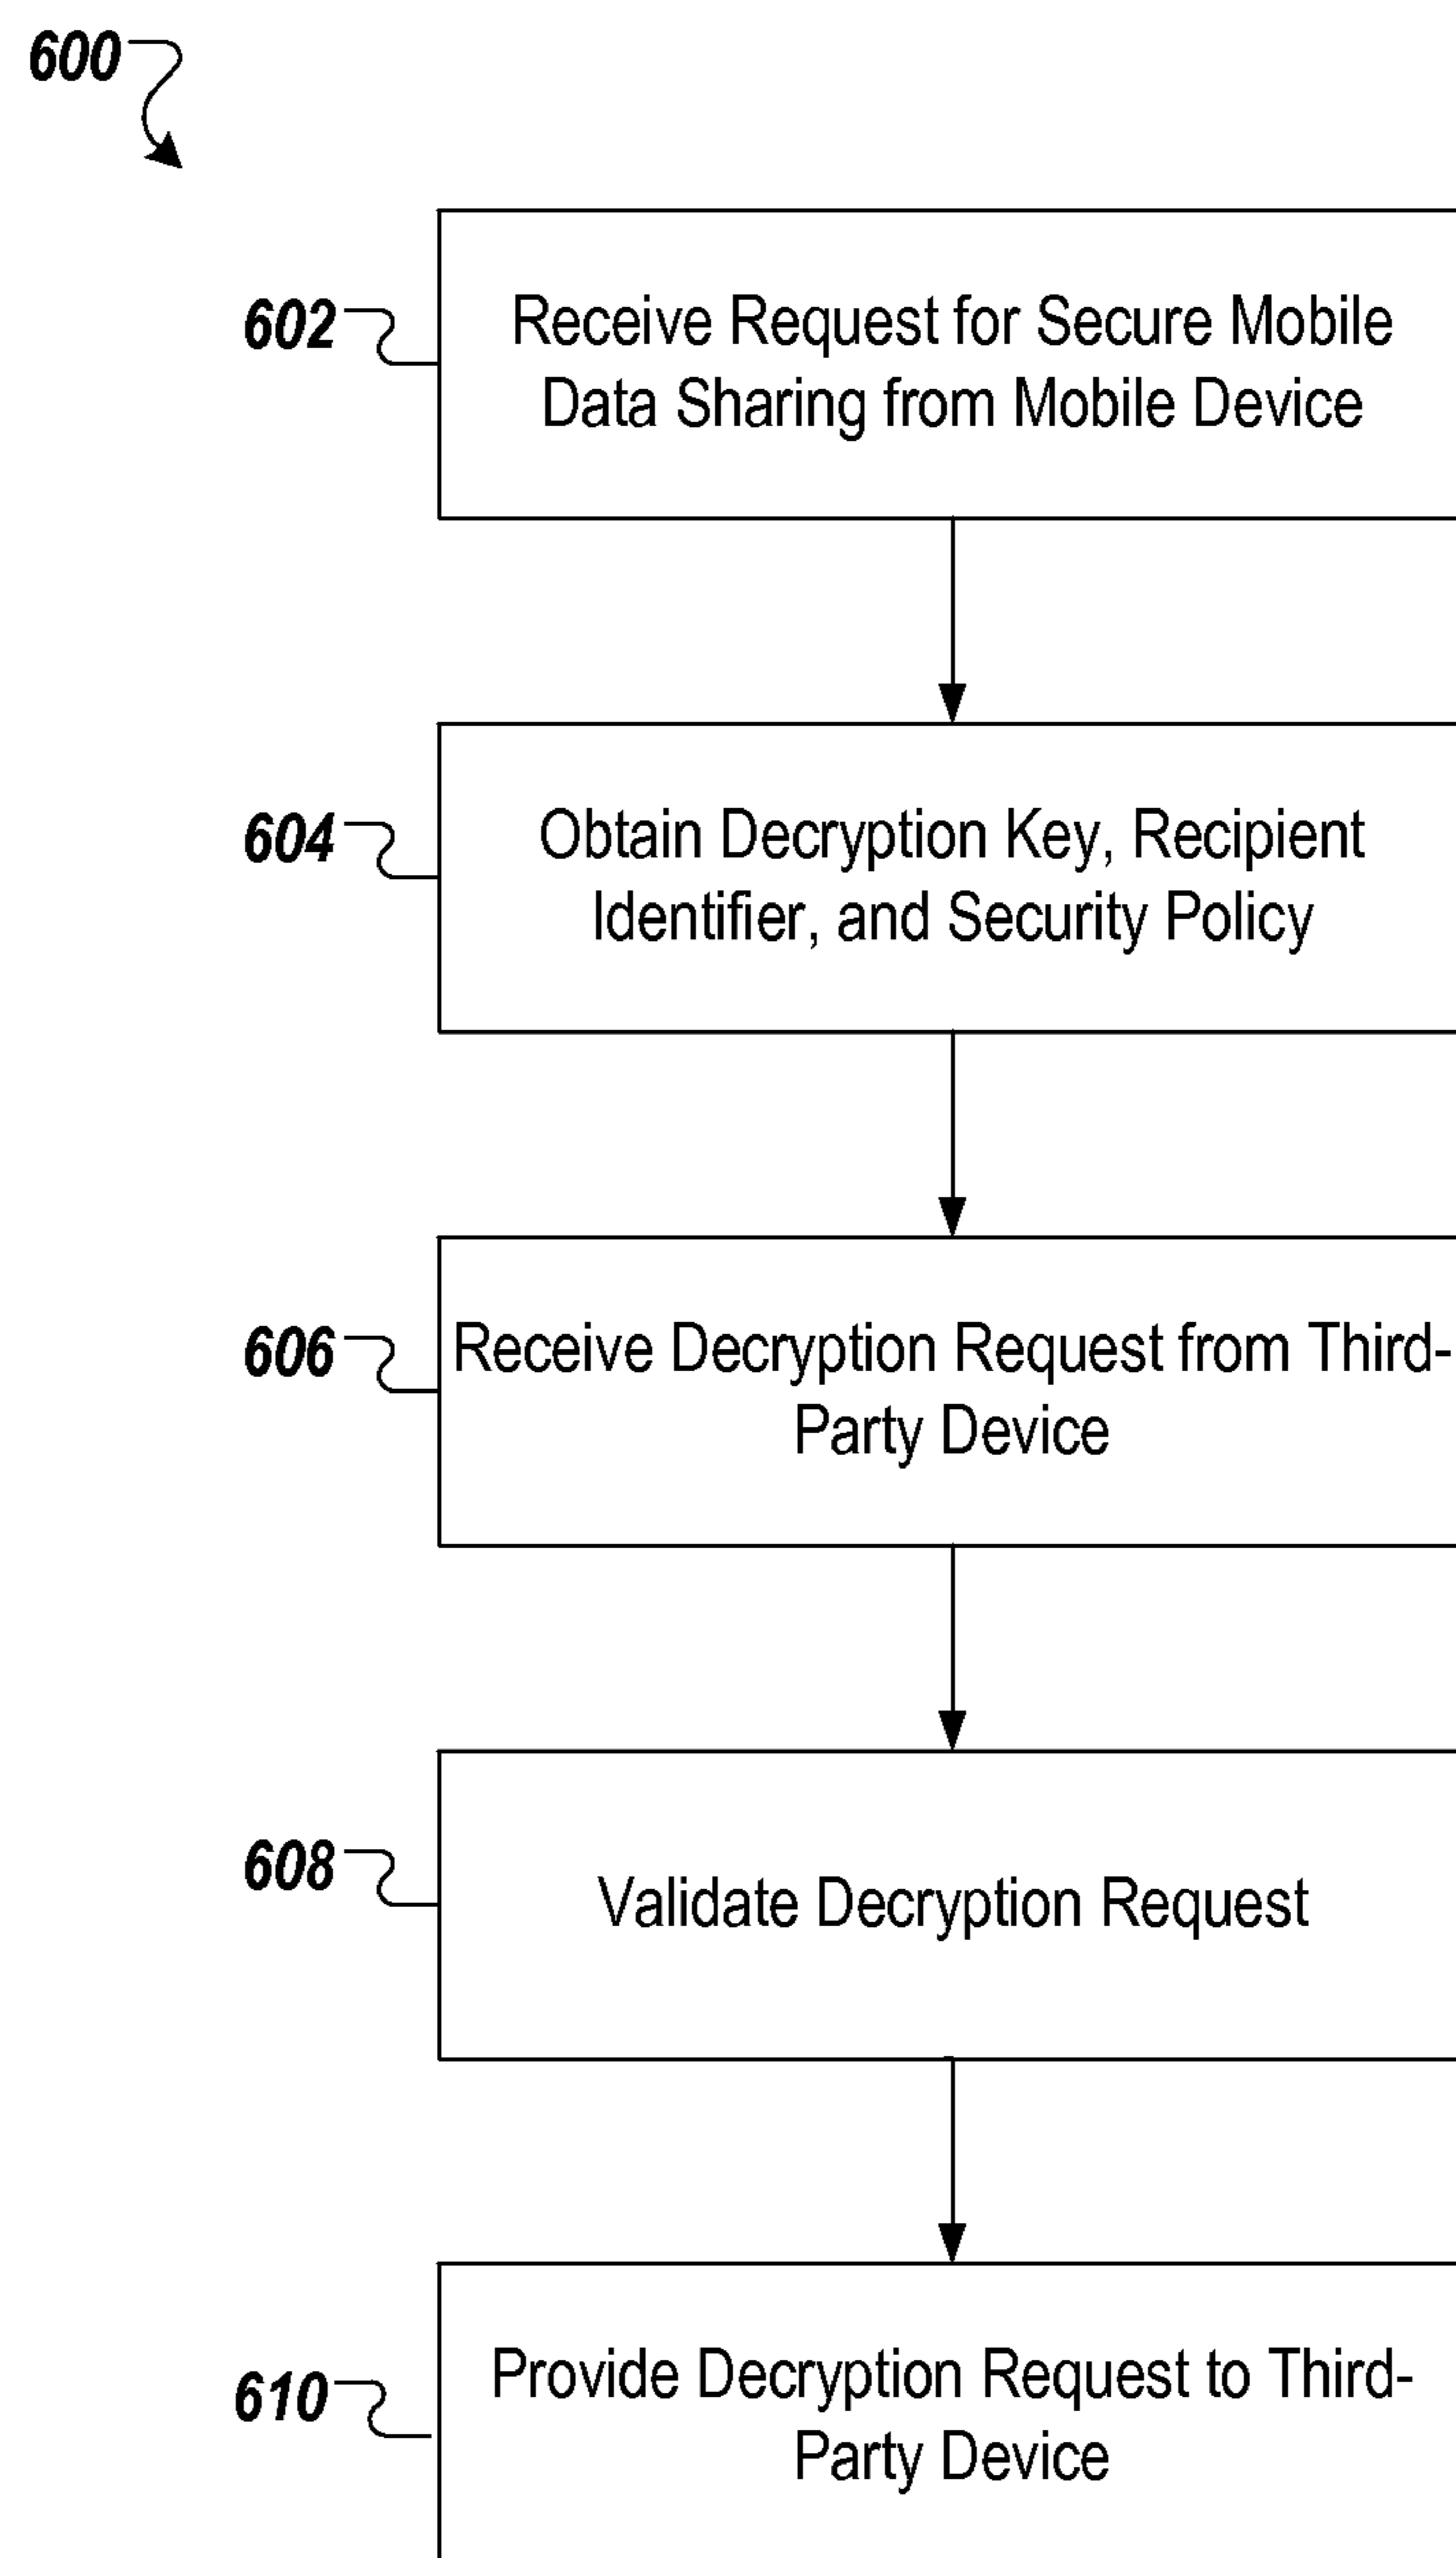 600
602
Receive Request for Secure Mobile
Data Sharing from Mobile Device
604
Obtain Decryption Key, Recipient
Identifier, and Security Policy
606
Receive Decryption Request from Third-
Party Device
608
Validate Decryption Request
610
Provide Decryption Request to Third-
Party Device